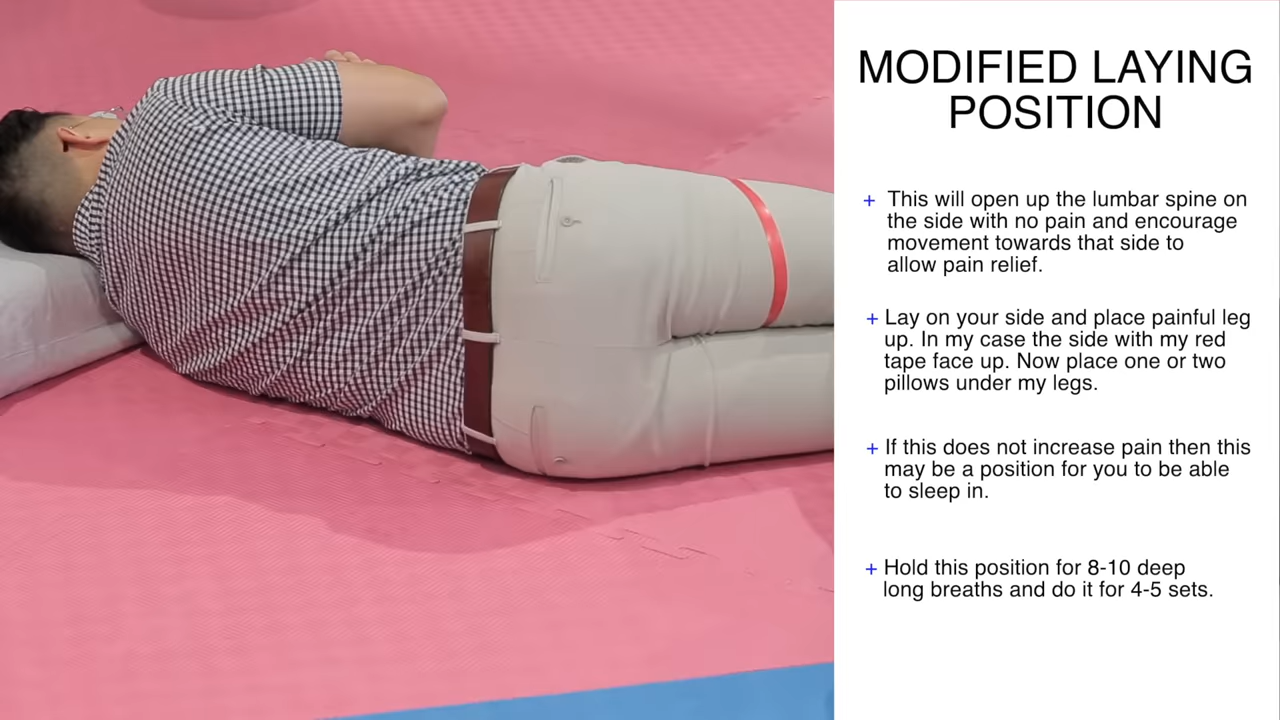 MODIFIED LAYING
POSITION
+ This will open up the lumbar spine on
the side with no pain and encourage
movement towards that side to
allow pain relief.
+ Lay on your side and place painful leg
up. In my case the side with my red
tape face up. Now place one or two
pillows under my legs.
+ If this does not increase pain then this
may be a position for you to be able
to sleep in.
+ Hold this position for 8-10 deep
long breaths and do it for 4-5 sets.